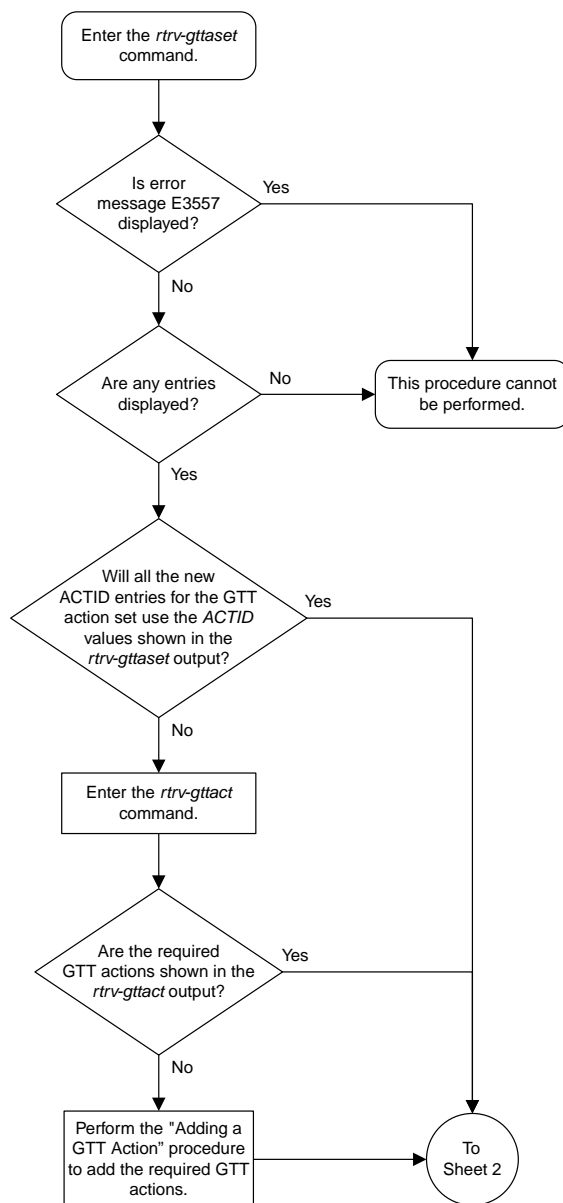 Enter the rtrv-gttaset
command.
Is error
message E3557
displayed?
Yes
No
Are any entries
displayed?
No
This procedure cannot
be performed.
Yes
Will all the new
ACTID entries for the GTT
action set use the ACTID
values shown in the
rtrv-gttaset output?
Yes
No
Enter the rtrv-gttact
command.
Are the required
GTT actions shown in the
rtrv-gttact output?
Yes
No
Perform the "Adding a
GTT Action” procedure
to add the required GTT
actions.
To
Sheet 2